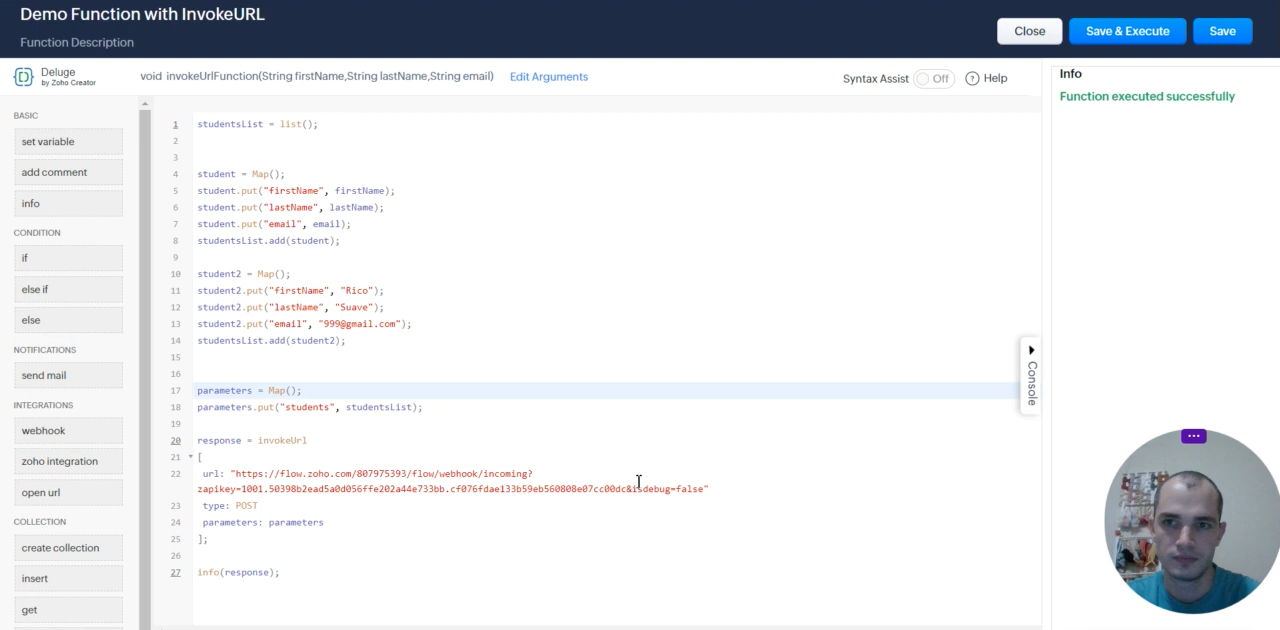 Demo Function with InvokeURL
Function Description
Close
Save & Execute
Save
Deluge
by Zoho Creator
void invokeUrlFunction(String firstName,String lastName,String email)
Edit Arguments
Syntax Assist
Off
? Help
Info
Function executed successfully
BASIC
set variable
add comment
info
CONDITION
if
else if
else
NOTIFICATIONS
send mail
INTEGRATIONS
webhook
zoho integration
open url
COLLECTION
create collection
insert
get
1 studentsList = list();
2
3
4 student = Map();
5 student.put("firstName", firstName);
6 student.put("lastName", lastName);
7 student.put("email", email);
8 studentsList.add(student);
9
10 student2 = Map();
11 student2.put("firstName", "Rico");
12 student2.put("lastName", "Suave");
13 student2.put("email", "999@gmail.com");
14 studentsList.add(student2);
15
16
17 parameters = Map();
18 parameters.put("students", studentsList);
19
20 response = invokeUrl
21 [
22 url: "https://flow.zoho.com/807975393/flow/webhook/incoming?
zapikey=1001.50398b2ead5a0d056ffe202a44e733bb.cf076fdae133b59eb560808e07cc00dc&isdebug=false"
23 type: POST
24 parameters: parameters
25 ];
26
27 info(response);
Console